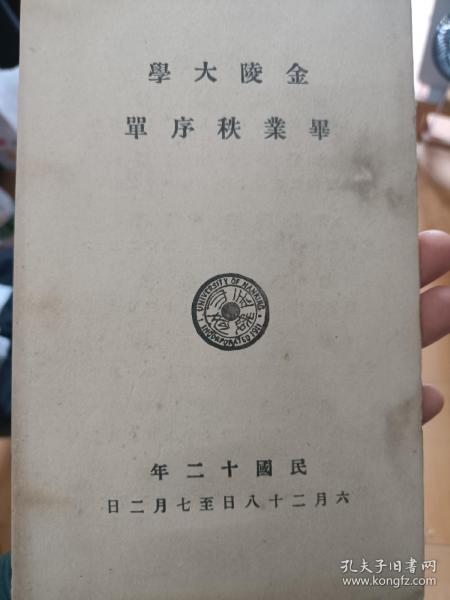 金陵大學
畢業秩序單
UNIVERSITY OF NANKING
INCORPORATED 1911
民國十二年
六月二十八日至七月二日
孔夫子旧书网
www.kongfz.com